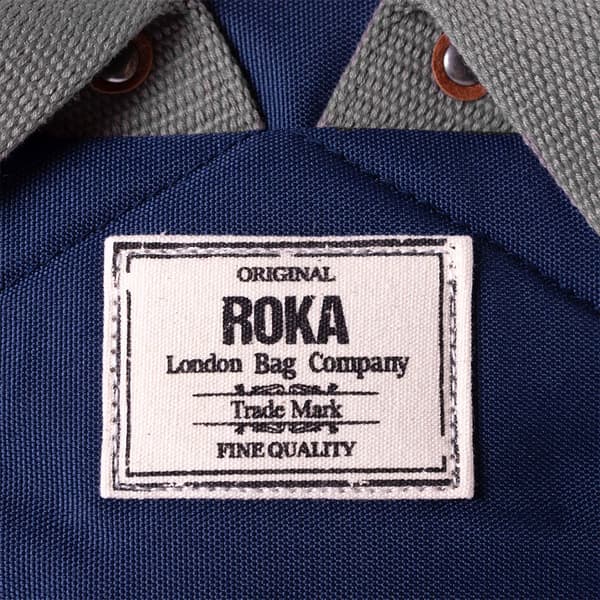 ORIGINAL
ROKA
London Bag Company
Trade Mark
FINE QUALITY